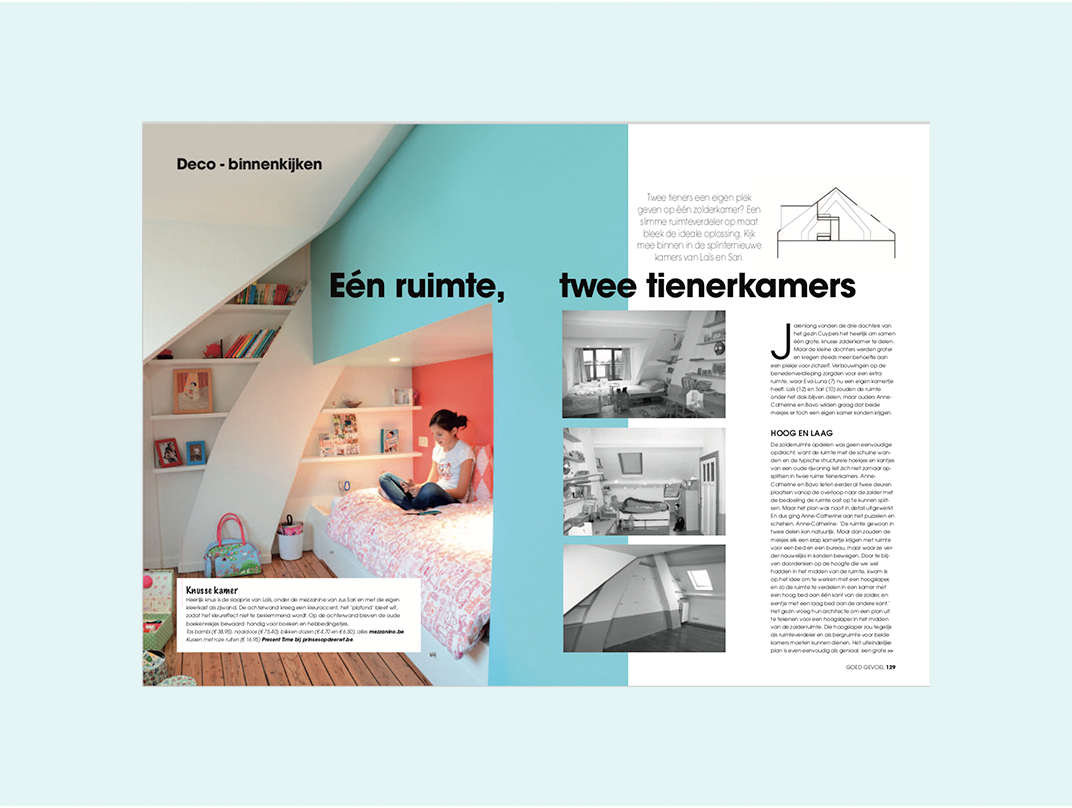 Deco - binnenkijken
Twee tieners een eigen plek
geven op één zolderkamer? Een
slimme ruimteverdeler op maat
bleek de ideale oplossing. Kijk
mee binnen in de splinternieuwe
kamers van Laïs en Sari.
Eén ruimte, twee tienerkamers
Jarenlang vonden de drie dochters van
het gezin Cuypers het heerlijk om samen
één grote, knusse zolderkamer te delen.
Maar de kleine dochters werden groter
en kregen steeds meer behoefte aan
een plekje voor zichzelf. Verbouwingen op de
benedenverdieping zorgden voor een extra
ruimte, waar Eva-Luna (7) nu een eigen kamertje
heeft. Laïs (12) en Sari (10) zouden de ruimte
onder het dak blijven delen, maar ouders Anne-
Catherine en Bavo wilden graag dat beide
meisjes er toch een eigen kamer konden krijgen.
HOOG EN LAAG
De zolderruimte opdelen was geen eenvoudige
opdracht, want de ruimte met de schuine wan-
den en de typische structurele hoekjes en kantjes
van een oude rijwoning liet zich niet zomaar op-
splitsen in twee ruime tienerkamers. Anne-
Catherine en Bavo lieten eerder al twee deuren
plaatsen vanop de overloop naar de zolder met
de bedoeling de ruimte ooit op te kunnen split-
sen. Maar het plan was nooit in detail uitgewerkt.
En dus ging Anne-Catherine aan het puzzelen en
schetsen. Anne-Catherine: 'De ruimte gewoon in
twee delen kan natuurlijk. Maar dan zouden de
meisjes elk een krap kamertje krijgen met ruimte
voor een bed en een bureau, maar waar ze ver-
der nauwelijks in konden bewegen. Door te blij-
ven doordenken op de hoogte die we wel
hadden in het midden van de ruimte, kwam ik
op het idee om te werken met een hoogslaper,
en zo de ruimte te verdelen in een kamer met
een hoog bed aan één kant van de zolder, en
eentje met een laag bed aan de andere kant.'
Het gezin vroeg hun architecte om een plan uit
te tekenen voor een hoogslaper in het midden
van de zolderruimte. Die hoogslaper zou tegelijk
als ruimteverdeler en als bergruimte voor beide
kamers moeten kunnen dienen. Het uiteindelijke
plan is even eenvoudig als geniaal: een grote >>
Knusse kamer
Heerlijk knus is de slaapnis van Laïs, onder de mezzanine van zus Sari en met de eigen
kleerkast als zijwand. De achterwand kreeg een kleuraccent, het 'plafond' bleef wit,
zodat het kleureffect niet te beklemmend wordt. Op de achterwand bleven de oude
boekenrekjes bewaard: handig voor boeken en hebbedingetjes.
Tas bambi (€ 38,95), naaidoos (€ 75,40), blikken dozen (€ 4,70 en € 6,50), alles mezzanino.be
Kussen met roze ruiten (€ 16,95) Present Time bij prinsesopdeerwt.be
GOED GEVOEL 129